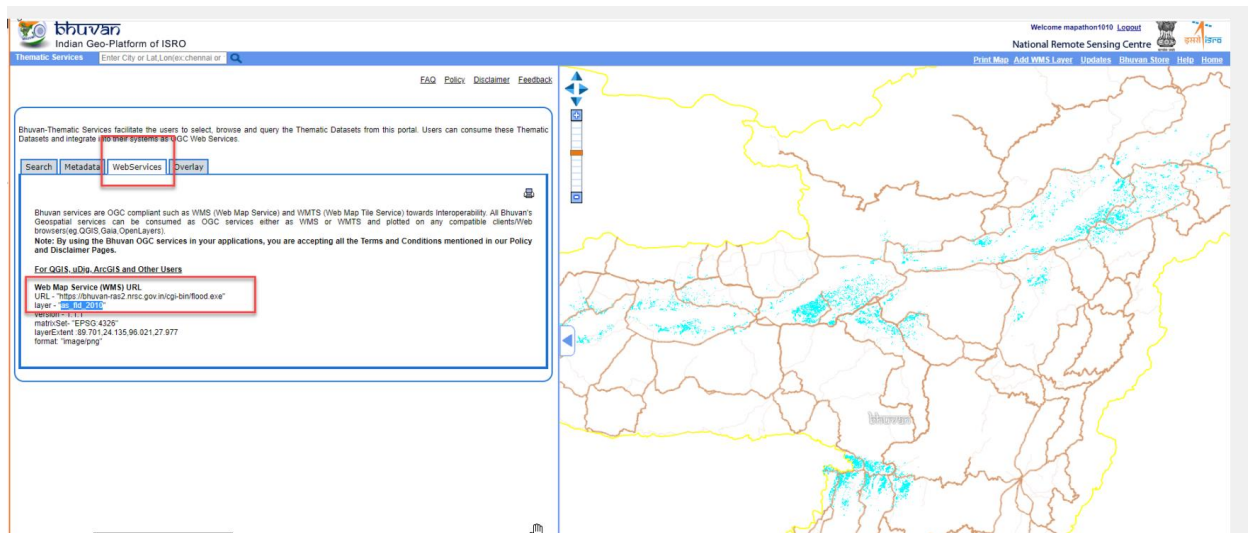 bhuvan
Indian Geo-Platform of ISRO
Welcome mapathon1010 Logout
National Remote Sensing Centre
इसरो isro
Thematic Services Enter City or Lat,Lon(ex:chennai or
Print Map Add WMS Layer Updates Bhuvan Store Help Home
FAQ Policy Disclaimer Feedback
Bhuvan-Thematic Services facilitate the users to select, browse and query the Thematic Datasets from this portal. Users can consume these Thematic
Datasets and integrate into their systems as OGC Web Services.
Search Metadata WebServices Overlay
Bhuvan services are OGC compliant such as WMS (Web Map Service) and WMTS (Web Map Tile Service) towards Interoperability. All Bhuvan's
Geospatial services can be consumed as OGC services either as WMS or WMTS and plotted on any compatible clients/Web
browsers(eg.QGIS,Gaia,OpenLayers).
Note: By using the Bhuvan OGC services in your applications, you are accepting all the Terms and Conditions mentioned in our Policy
and Disclaimer Pages.
For QGIS, uDig, ArcGIS and Other Users
Web Map Service (WMS) URL
URL - "https://bhuvan-ras2.nrsc.gov.in/cgi-bin/flood.exe"
layer - "as_fld_2010"
version - 1.1.1
matrixSet- "EPSG:4326"
layerExtent :89.701,24.135,96.021,27.977
format: "image/png"
bhuvan